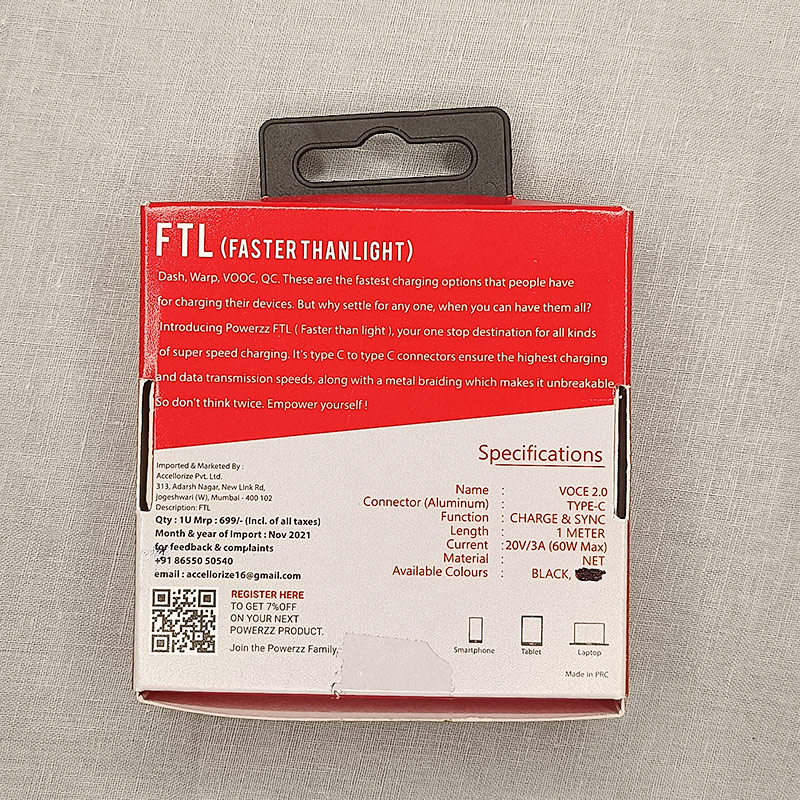 FTL (FASTER THAN LIGHT)
Dash, Warp, VOOC, QC. These are the fastest charging options that people have
for charging their devices. But why settle for any one, when you can have them all?
Introducing Powerzz FTL ( Faster than light ), your one stop destination for all kinds
of super speed charging. It's type C to type C connectors ensure the highest charging
and data transmission speeds, along with a metal braiding which makes it unbreakable.
So don't think twice. Empower yourself !
Imported & Marketed By :
Accellorize Pvt. Ltd.
313, Adarsh Nagar, New Link Rd,
Jogeshwari (W), Mumbai - 400 102
Description: FTL
Qty : 1U Mrp : 699/- (Incl. of all taxes)
Month & year of Import : Nov 2021
for feedback & complaints
+91 86550 50540
email : accellorize16@gmail.com
REGISTER HERE
TO GET 7%OFF
ON YOUR NEXT
POWERZZ PRODUCT.
Join the Powerzz Family.
Specifications
Name : VOCE 2.0
Connector (Aluminum) : TYPE-C
Function : CHARGE & SYNC
Length : 1 METER
Current : 20V/3A (60W Max)
Material : NET
Available Colours : BLACK,
Smartphone
Tablet
Laptop
Made in PRC